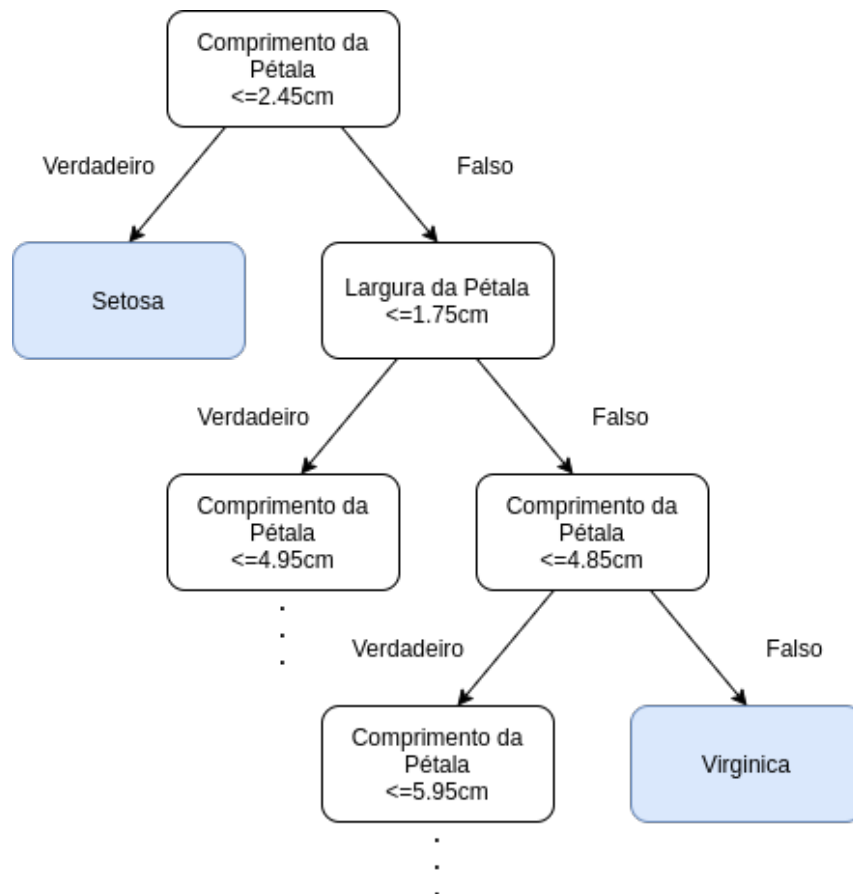 Comprimento da
Pétala
<=2.45cm
Verdadeiro
Falso
Setosa
Largura da Pétala
<=1.75cm
Verdadeiro
Falso
Comprimento da
Pétala
<=4.95cm
Comprimento da
Pétala
<=4.85cm
Verdadeiro
Falso
Comprimento da
Pétala
<=5.95cm
Virginica